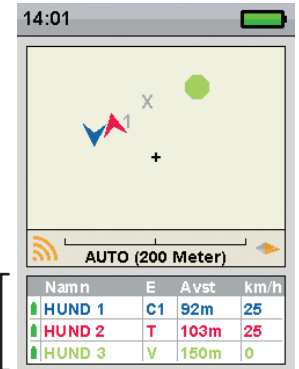 14:01
X
1
+
AUTO (200 Meter)
Namn E Avst km/h
HUND 1 C1 92m 25
HUND 2 T 103m 25
HUND 3 V 150m 0